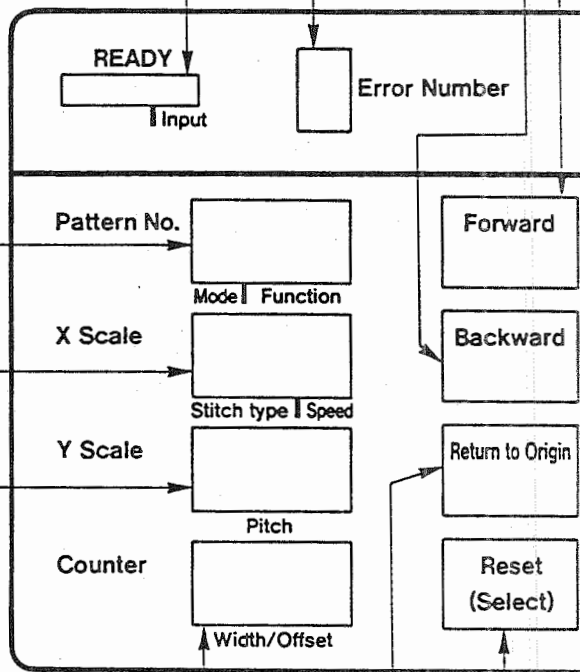 READY
Input
Error Number
Pattern No.
Mode Function
Forward
X Scale
Stitch type Speed
Backward
Y Scale
Pitch
Return to Origin
Counter
Width/Offset
Reset
(Select)